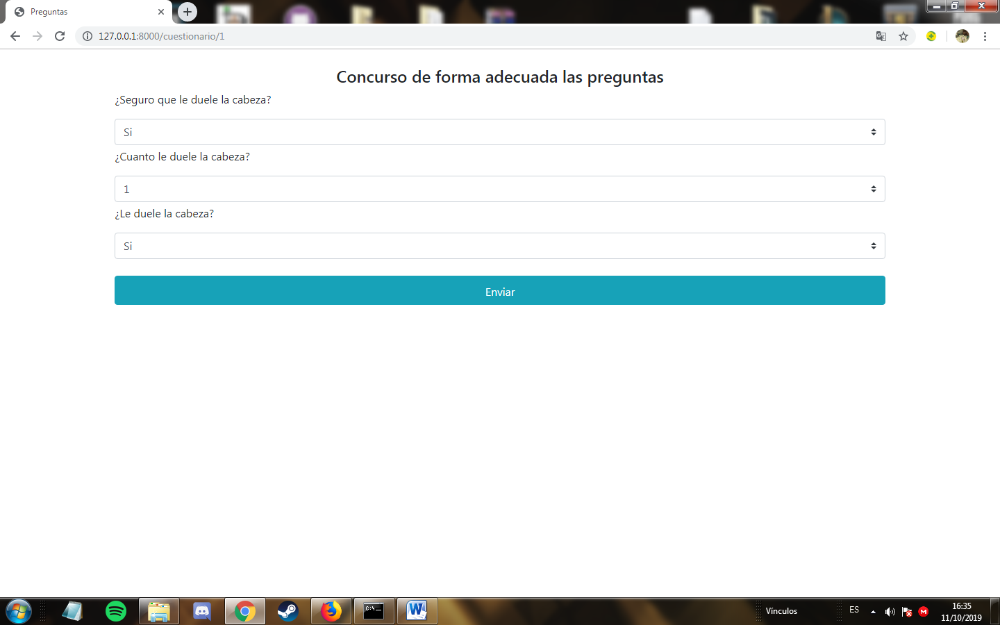 Preguntas
127.0.0.1:8000/cuestionario/1
Concurso de forma adecuada las preguntas
¿Seguro que le duele la cabeza?
Si
¿Cuanto le duele la cabeza?
1
¿Le duele la cabeza?
Si
Enviar
Vínculos
ES
16:35
11/10/2019